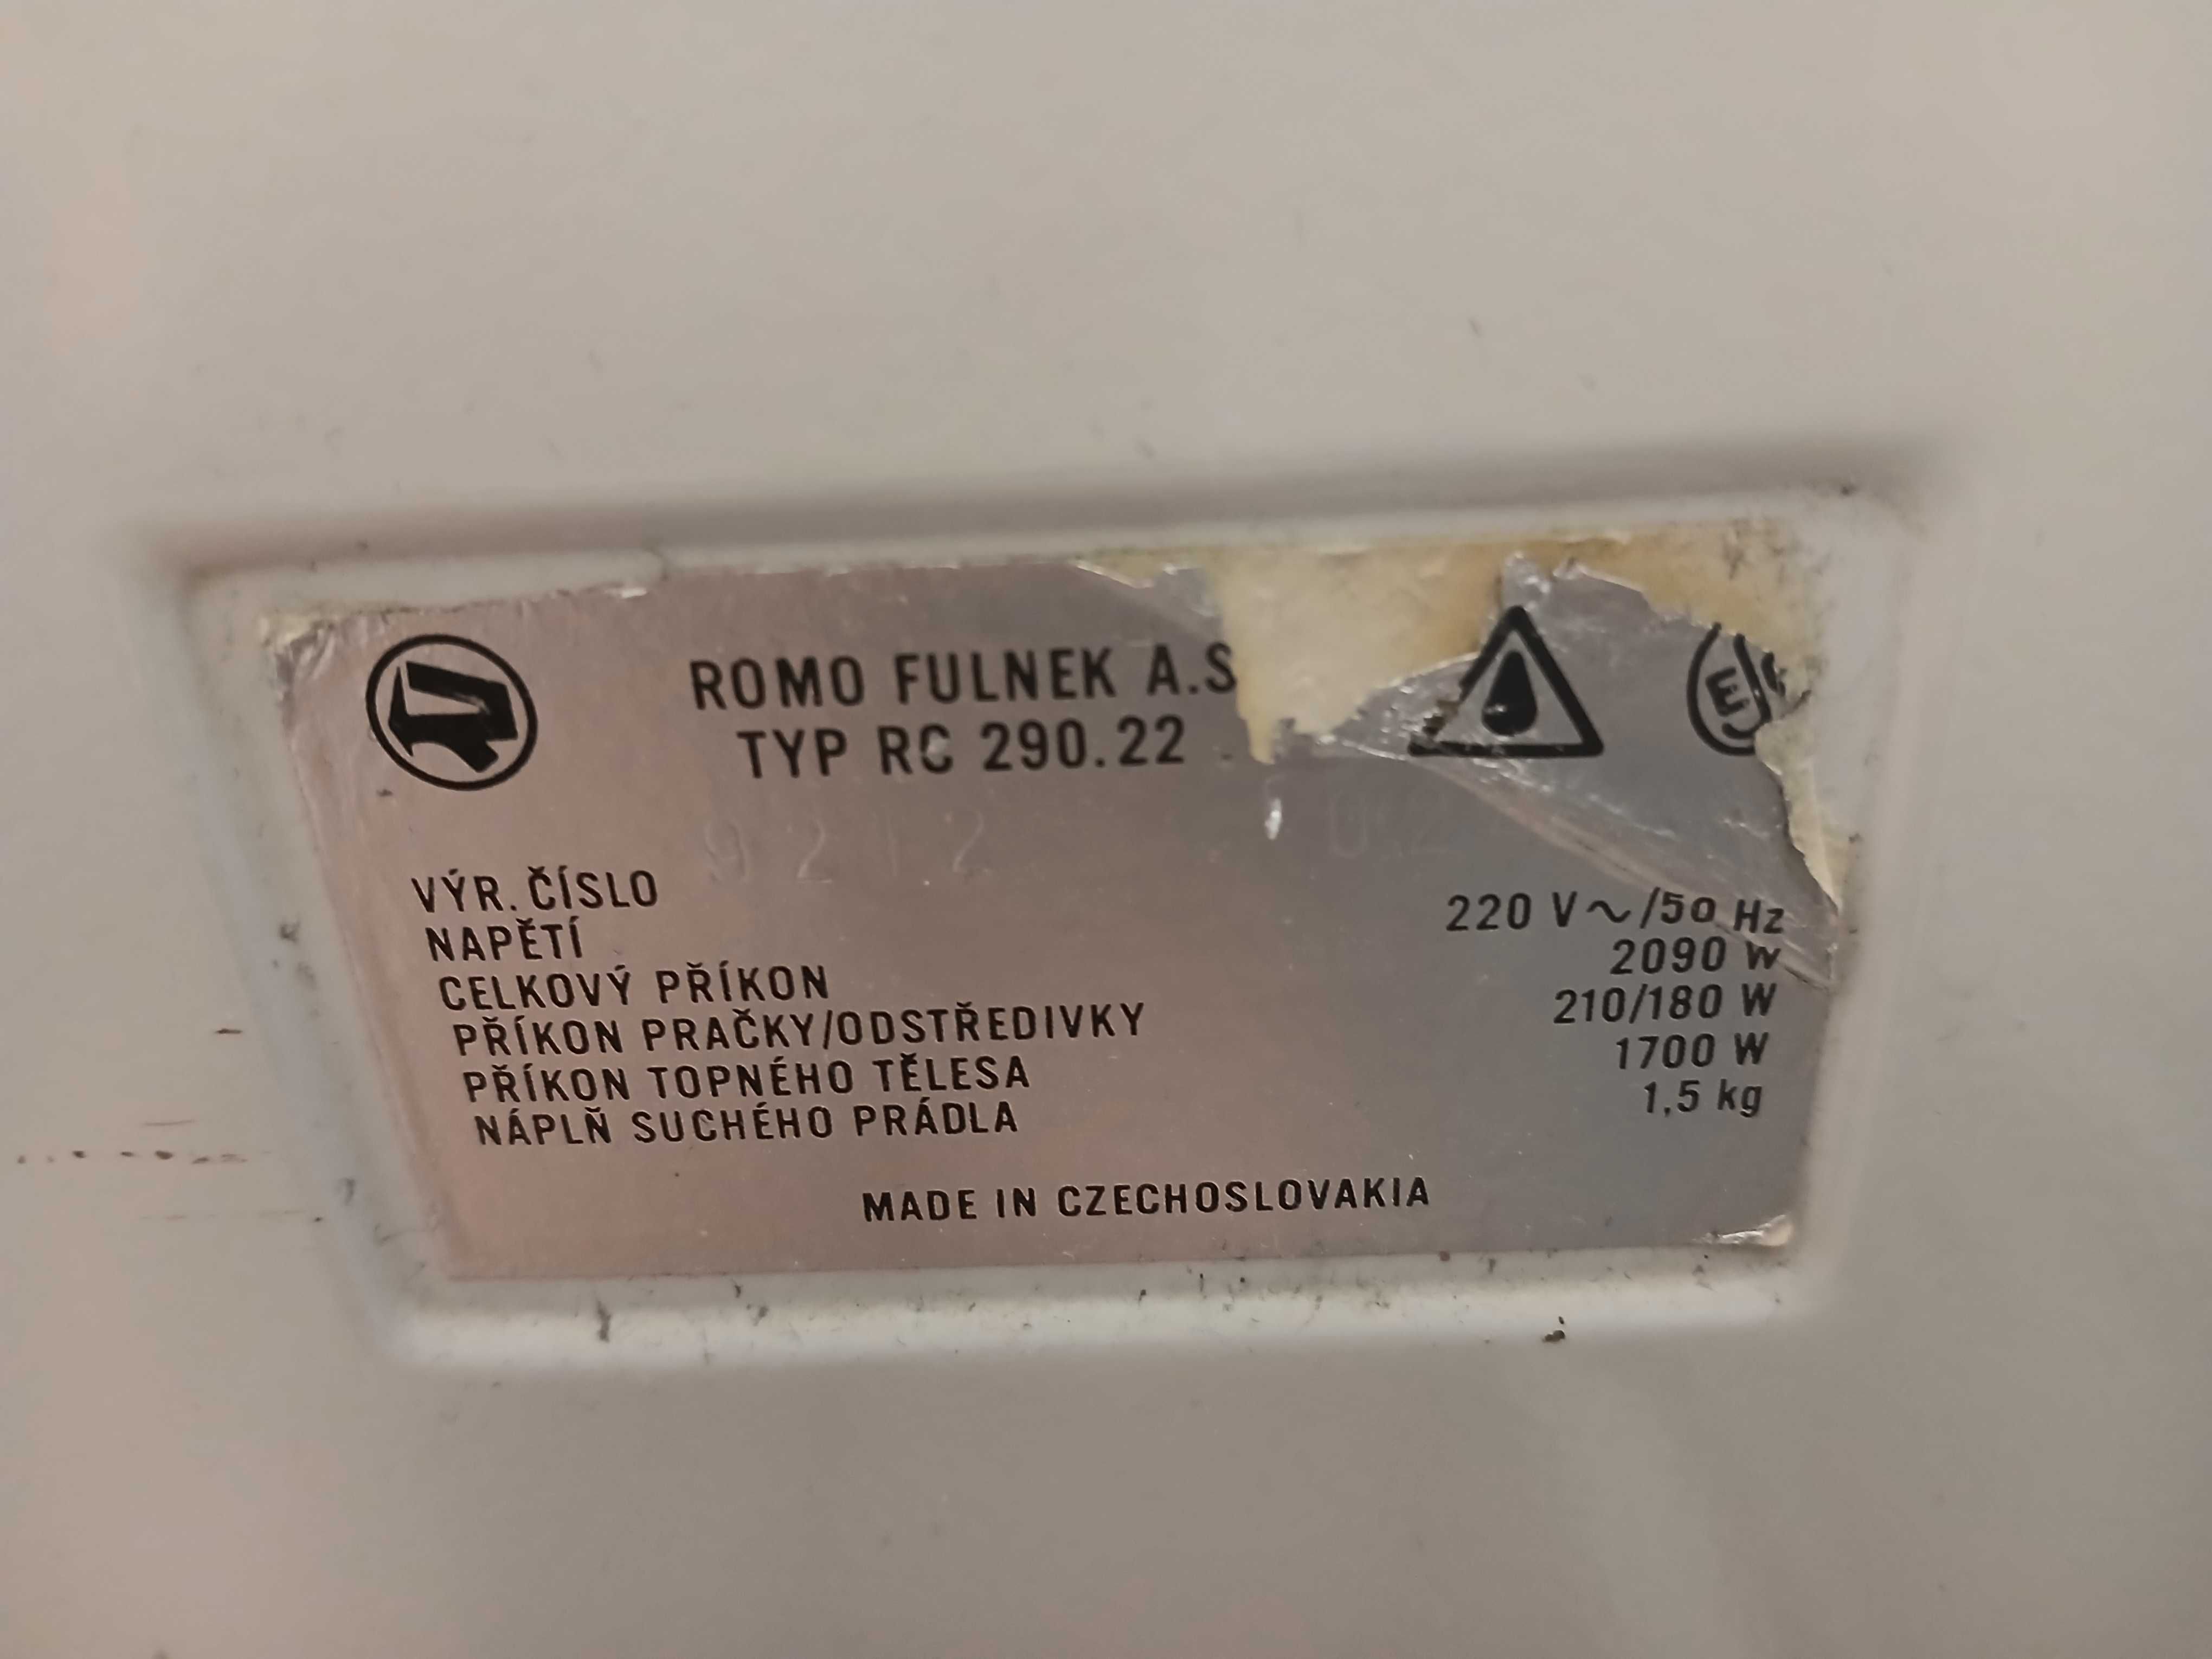 ROMO FULNEK A.S
TYP RC 290.22
9212
VÝR. ČÍSLO
NAPĚTÍ 220 V~/50 Hz
CELKOVÝ PŘÍKON 2090 W
PŘÍKON PRAČKY/ODSTŘEDIVKY 210/180 W
PŘÍKON TOPNÉHO TĚLESA 1700 W
NÁPLŇ SUCHÉHO PRÁDLA 1,5 kg
MADE IN CZECHOSLOVAKIA